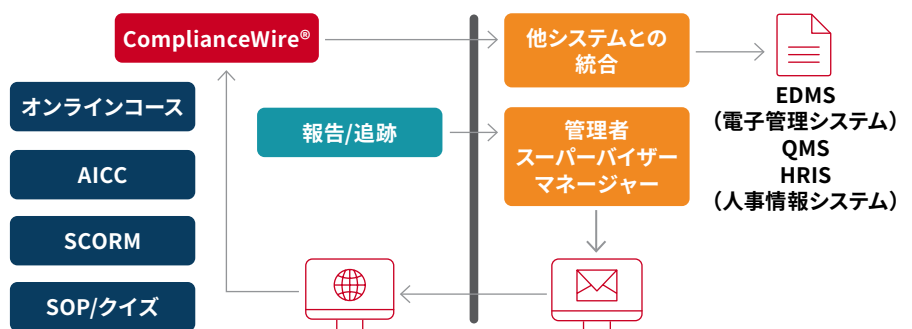 ComplianceWire®
他システムとの
統合
EDMS
（電子管理システム）
QMS
HRIS
（人事情報システム）
オンラインコース
報告/追跡
管理者
スーパーバイザー
マネージャー
AICC
SCORM
SOP/クイズ